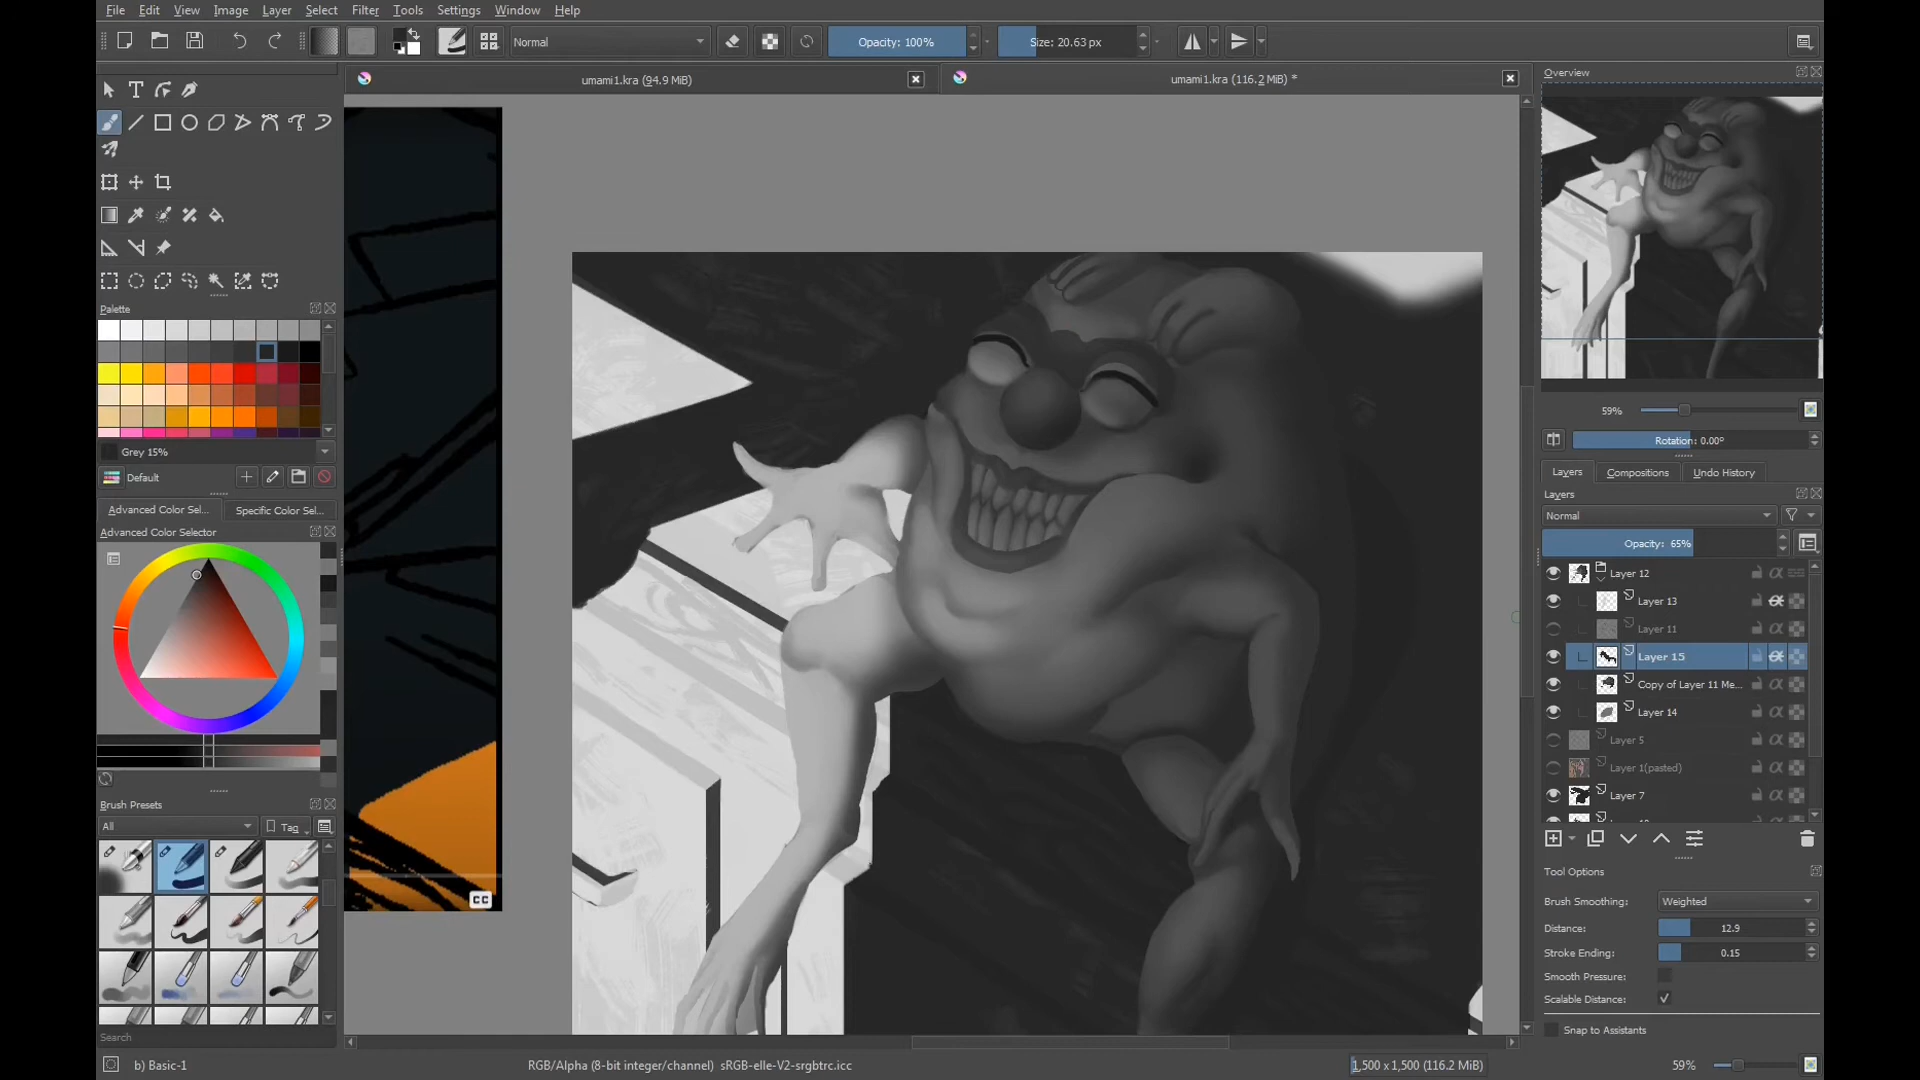 File Edit View Image Layer Select Filter Tools Settings Window Help
Normal Opacity: 100% Size: 20.63 px
umami1.kra (94.9 MiB) umami1.kra (116.2 MiB) *
Overview
59%
Rotation: 0.00°
Palette
Grey 15%
Default
Advanced Color Sel... Specific Color Sel...
Advanced Color Selector
Brush Presets
All Tag
Search
b) Basic-1
CC
RGB/Alpha (8-bit integer/channel) sRGB-elle-V2-srgbtrc.icc
1,500 x 1,500 (116.2 MiB)
59%
Layers Compositions Undo History
Layers
Normal
Opacity: 65%
Layer 12
Layer 13
Layer 11
Layer 15
Copy of Layer 11 Me...
Layer 14
Layer 5
Layer 1(pasted)
Layer 7
Tool Options
Brush Smoothing: Weighted
Distance: 12.9
Stroke Ending: 0.15
Smooth Pressure:
Scalable Distance:
Snap to Assistants